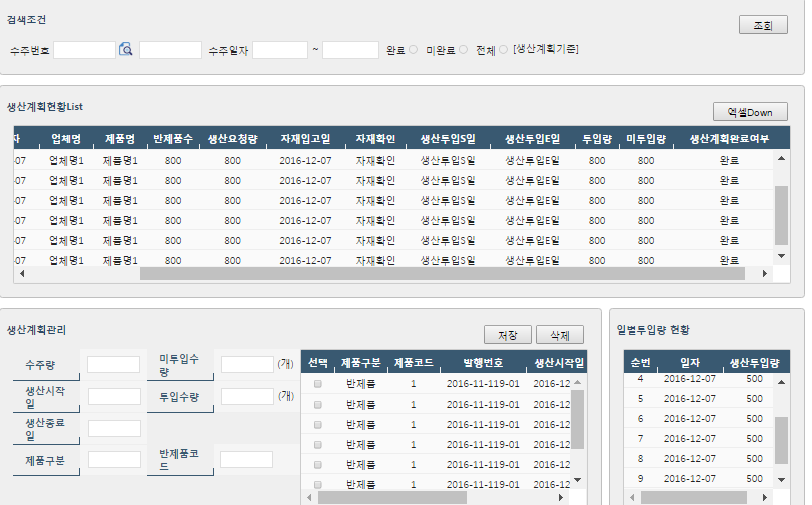 검색조건
조회
수주번호 수주일자 ~ 완료 미완료 전체 [생산계획기준]
생산계획현황List
엑셀Down
자 업체명 제품명 반제품수 생산요청량 자재입고일 자재확인 생산투입S일 생산투입E일 투입량 미투입량 생산계획완료여부
-07 업체명1 제품명1 800 800 2016-12-07 자재확인 생산투입S일 생산투입E일 800 800 완료
-07 업체명1 제품명1 800 800 2016-12-07 자재확인 생산투입S일 생산투입E일 800 800 완료
-07 업체명1 제품명1 800 800 2016-12-07 자재확인 생산투입S일 생산투입E일 800 800 완료
-07 업체명1 제품명1 800 800 2016-12-07 자재확인 생산투입S일 생산투입E일 800 800 완료
-07 업체명1 제품명1 800 800 2016-12-07 자재확인 생산투입S일 생산투입E일 800 800 완료
-07 업체명1 제품명1 800 800 2016-12-07 자재확인 생산투입S일 생산투입E일 800 800 완료
생산계획관리
저장 삭제
수주량 미투입수
량 (개)
생산시작
일 투입수량 (개)
생산종료
일
제품구분 반제품코
드
선택 제품구분 제품코드 발행번호 생산시작일
반제품 1 2016-11-119-01 2016-12
반제품 1 2016-11-119-01 2016-12
반제품 1 2016-11-119-01 2016-12
반제품 1 2016-11-119-01 2016-12
반제품 1 2016-11-119-01 2016-12
반제품 1 2016-11-119-01 2016-12
일별투입량 현황
순번 일자 생산투입량
4 2016-12-07 500
5 2016-12-07 500
6 2016-12-07 500
7 2016-12-07 500
8 2016-12-07 500
9 2016-12-07 500